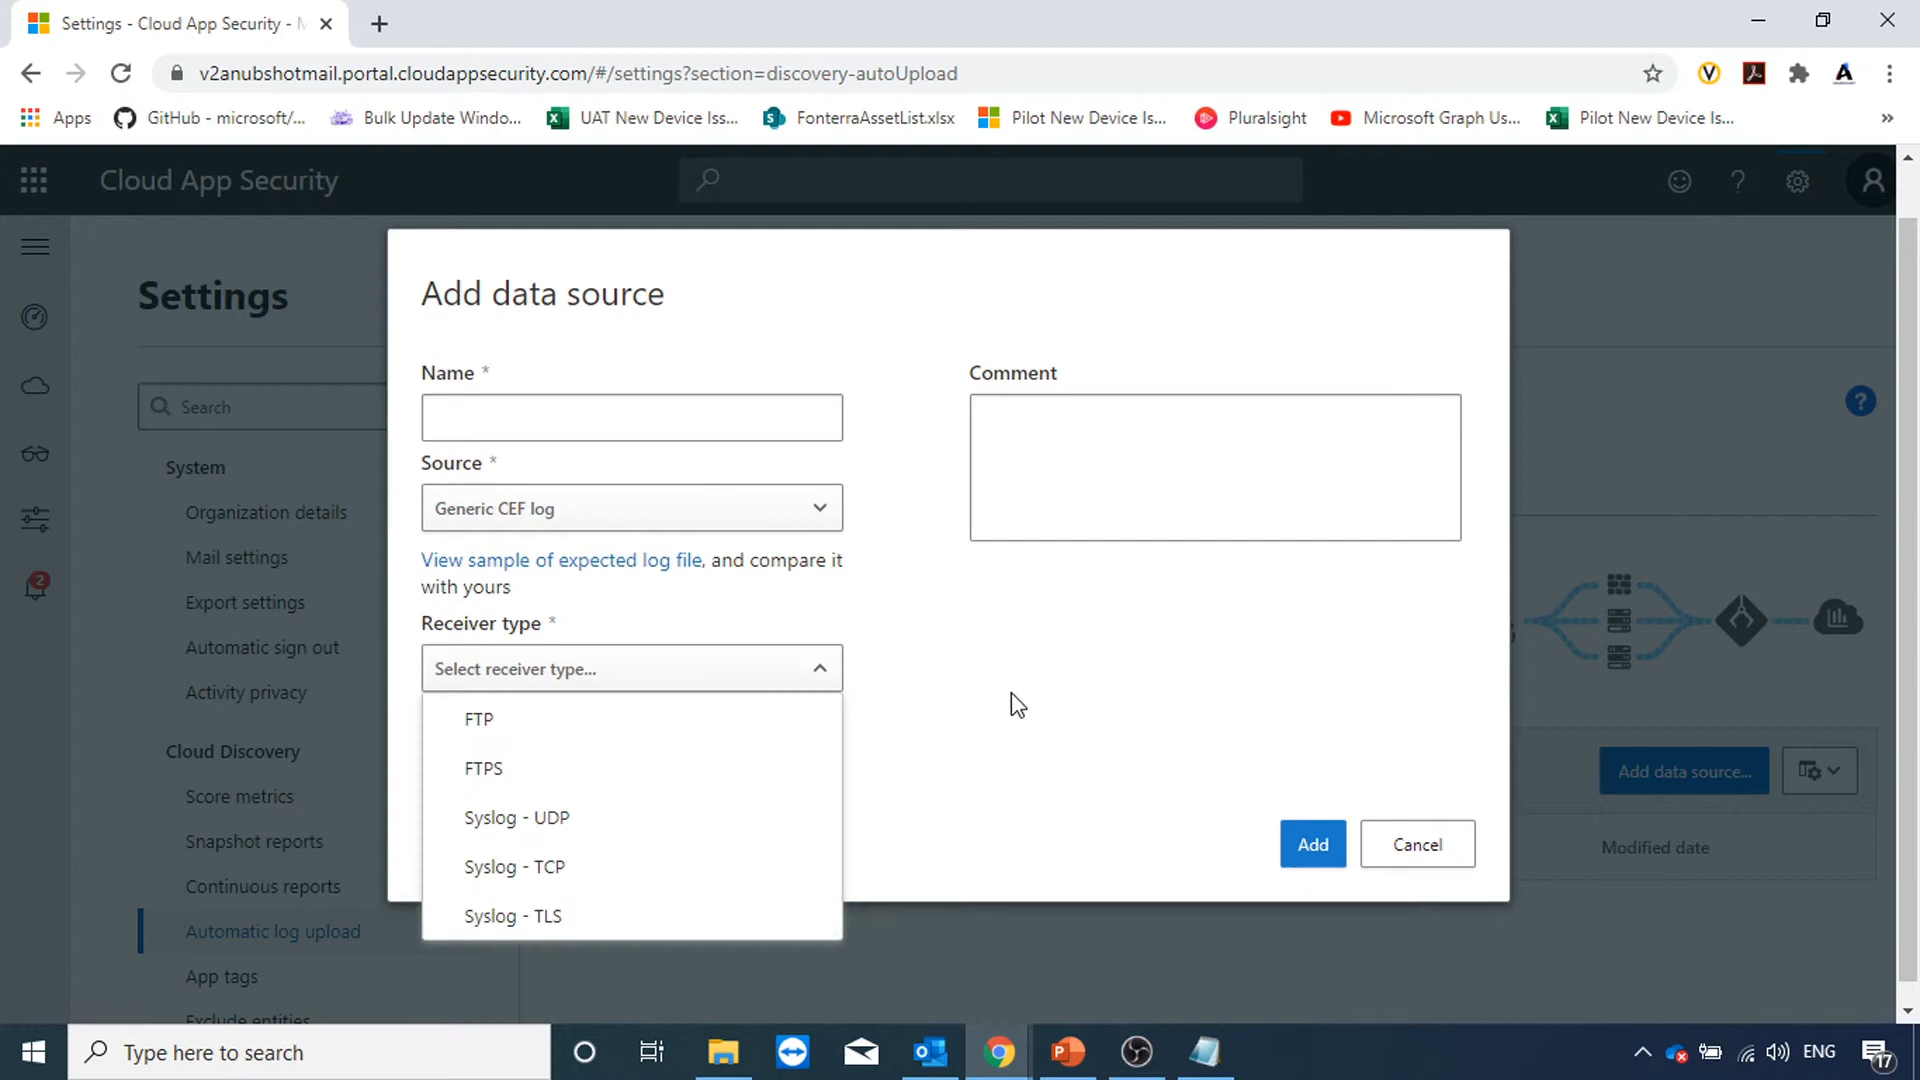 Settings - Cloud App Security - M
v2anubshotmail.portal.cloudappsecurity.com/#/settings?section=discovery-autoUpload
Apps
GitHub - microsoft/...
Bulk Update Windo...
UAT New Device Iss...
FonterraAssetList.xlsx
Pilot New Device Is...
Pluralsight
Microsoft Graph Us...
Pilot New Device Is...
»
Cloud App Security
Settings
Search
System
Organization details
Mail settings
Export settings
Automatic sign out
Activity privacy
Cloud Discovery
Score metrics
Snapshot reports
Continuous reports
Automatic log upload
App tags
Exclude entities
2
Add data source
Name *
Source *
Generic CEF log
View sample of expected log file, and compare it
with yours
Receiver type *
Select receiver type...
FTP
FTPS
Syslog - UDP
Syslog - TCP
Syslog - TLS
Comment
Add
Cancel
Add data source...
Modified date
Type here to search
ENG
17